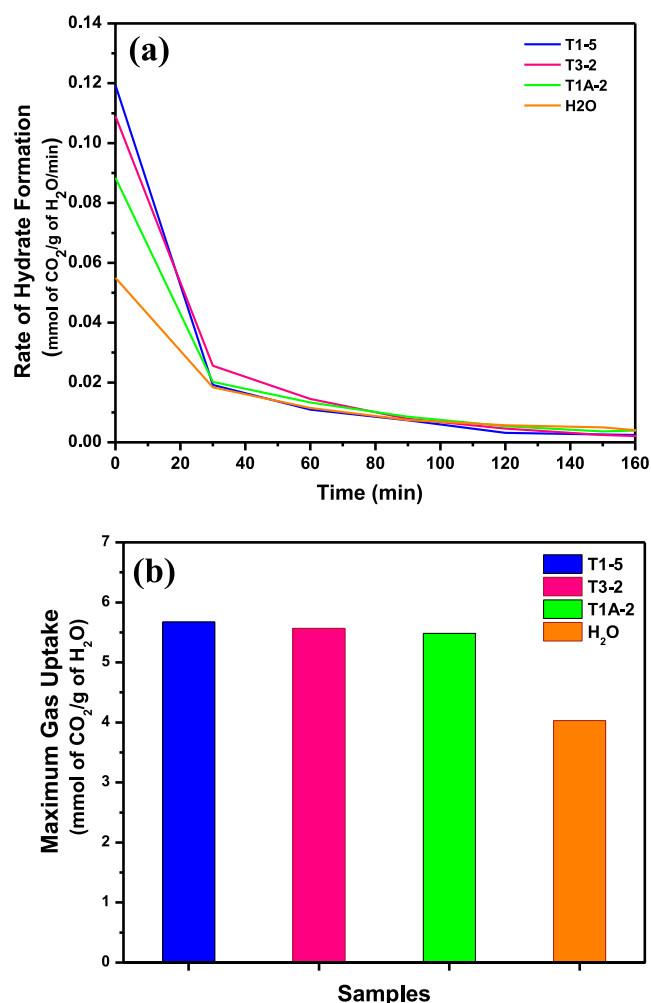 (a)
T1-5
T3-2
T1A-2
H2O
0.14
0.12
0.10
0.08
0.06
0.04
0.02
0.00
Rate of Hydrate Formation
(mmol of CO₂/g of H₂O/min)
0 20 40 60 80 100 120 140 160
Time (min)
(b)
T1-5
T3-2
T1A-2
H₂O
7
6
5
4
3
2
1
0
Maximum Gas Uptake
(mmol of CO₂/g of H₂O)
Samples